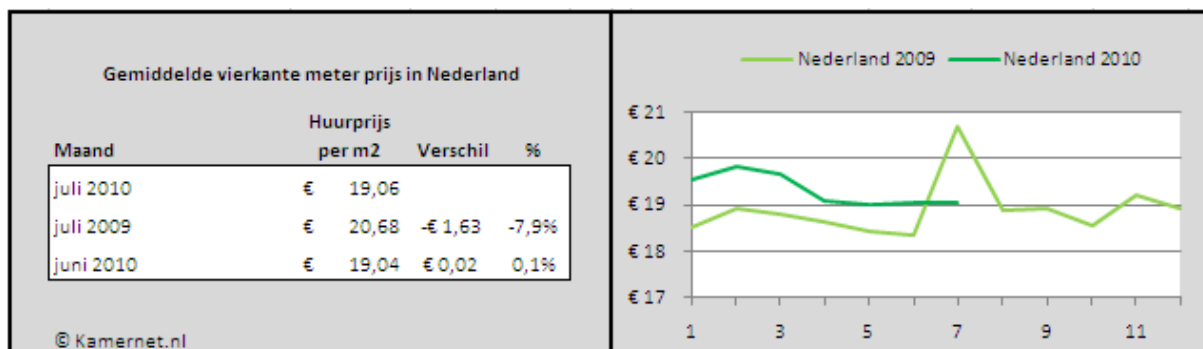 Gemiddelde vierkante meter prijs in Nederland
Huurprijs
Maand per m2 Verschil %
juli 2010 € 19,06
juli 2009 € 20,68 -€ 1,63 -7,9%
juni 2010 € 19,04 € 0,02 0,1%
© Kamernet.nl
Nederland 2009 Nederland 2010
€ 21
€ 20
€ 19
€ 18
€ 17
1 3 5 7 9 11